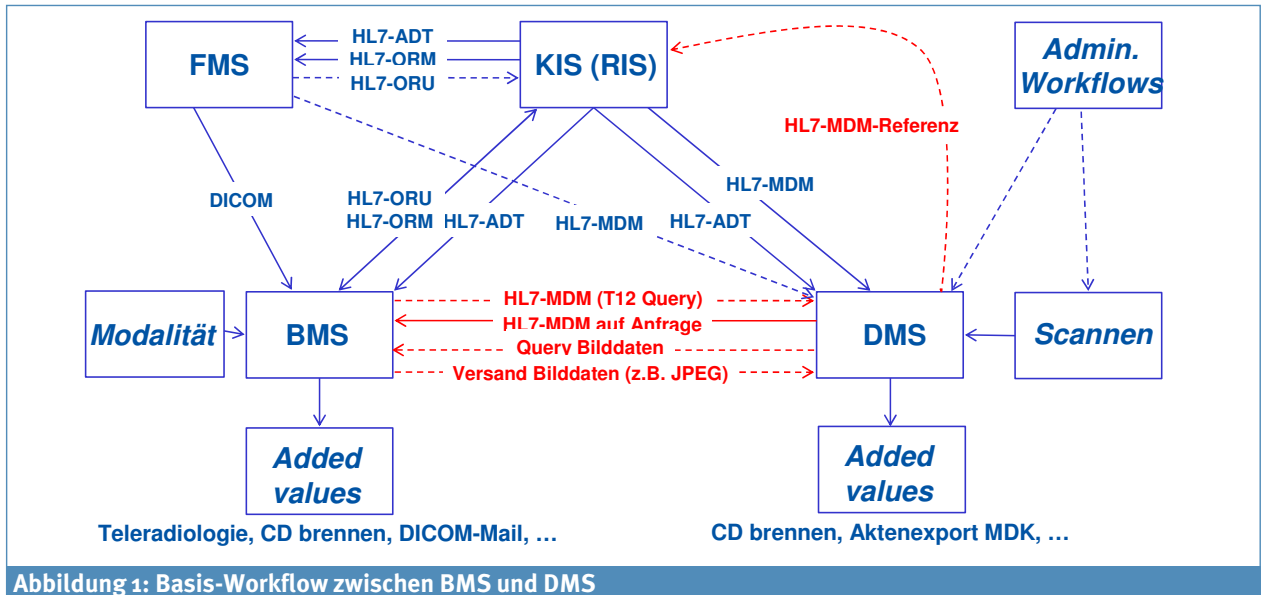 HL7-ADT
HL7-ORM
HL7-ORU
FMS
KIS (RIS)
Admin.
Workflows
HL7-MDM-Referenz
HL7-MDM
DICOM
HL7-ORU
HL7-ORM
HL7-ADT
HL7-MDM
HL7-ADT
HL7-MDM (T12 Query)
HL7-MDM auf Anfrage
Query Bilddaten
Versand Bilddaten (z.B. JPEG)
Modalität
BMS
DMS
Scannen
Added
values
Added
values
Teleradiologie, CD brennen, DICOM-Mail, …
CD brennen, Aktenexport MDK, …
Abbildung 1: Basis-Workflow zwischen BMS und DMS